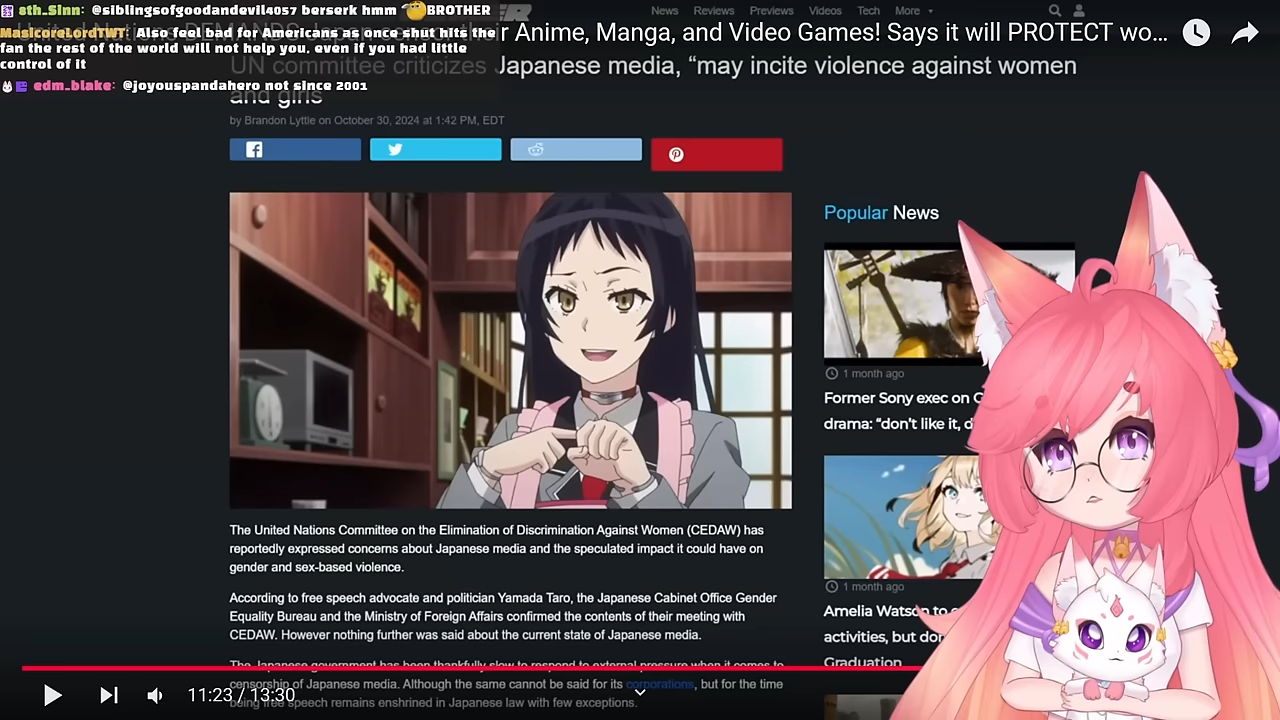 sth_Sinn: @siblingsofgoodandevil4057 berserk hmm BROTHER
MasicoreLordTWT: Also feel bad for Americans as once shut hits the
fan the rest of the world will not help you. even if you had little
control of it
edm_blake: @joyouspandahero not since 2001
News Reviews Previews Videos Tech More
United Nations DEMANDS Japan their Anime, Manga, and Video Games! Says it will PROTECT wo...
UN committee criticizes Japanese media, “may incite violence against women
and girls
by Brandon Lyttle on October 30, 2024 at 1:42 PM, EDT
Popular News
1 month ago
Former Sony exec on
drama: “don’t like it,
1 month ago
Amelia Watson to
activities, but
Graduation
The United Nations Committee on the Elimination of Discrimination Against Women (CEDAW) has
reportedly expressed concerns about Japanese media and the speculated impact it could have on
gender and sex-based violence.
According to free speech advocate and politician Yamada Taro, the Japanese Cabinet Office Gender
Equality Bureau and the Ministry of Foreign Affairs confirmed the contents of their meeting with
CEDAW. However nothing further was said about the current state of Japanese media.
The Japanese government has been thankfully slow to respond to external pressure when it comes to
censorship of Japanese media. Although the same cannot be said for its corporations, but for the time
being free speech remains enshrined in Japanese law with few exceptions.
11:23 / 13:30